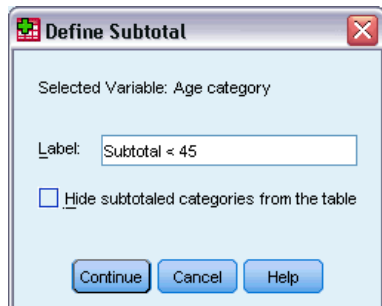 Define Subtotal
Selected Variable: Age category
Label: Subtotal < 45
Hide subtotaled categories from the table
Continue Cancel Help